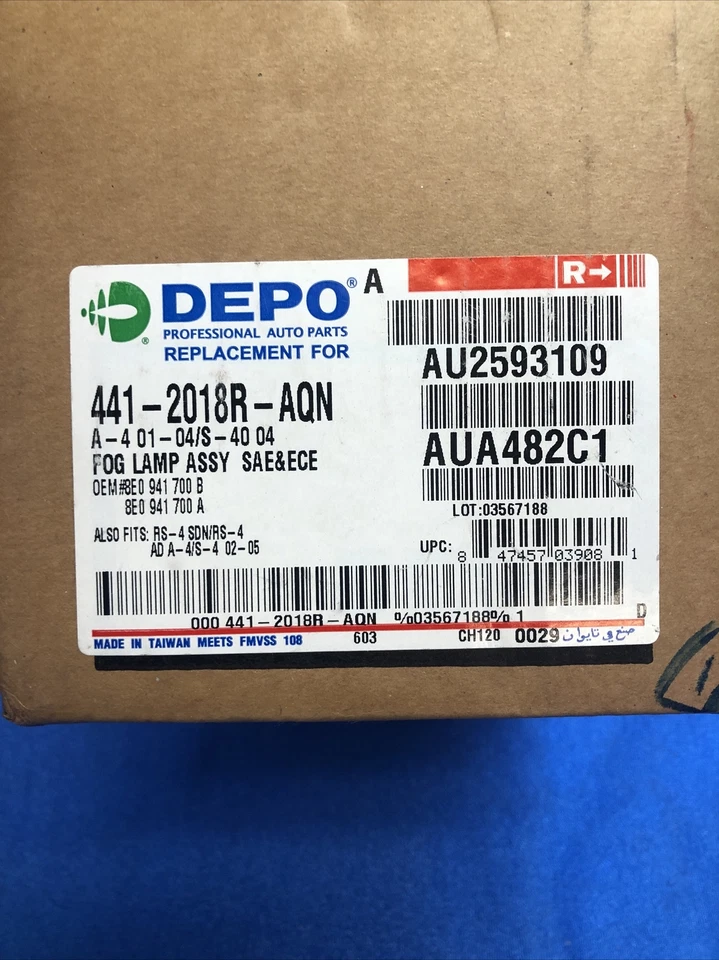 DEPO® A
PROFESSIONAL AUTO PARTS
REPLACEMENT FOR
R→
441-2018R-AQN
A-4 01-04/S-40 04
FOG LAMP ASSY SAE&ECE
OEM#8E0 941 700 B
8E0 941 700 A
ALSO FITS: RS-4 SDN/RS-4
AD A-4/S-4 02-05
AU2593109
AUA482C1
LOT:03567188
UPC: 8 47457 03908 1
000 441-2018R-AQN %03567188% 1
D
MADE IN TAIWAN MEETS FMVSS 108 603 CH120 0029 صنع في تايوان